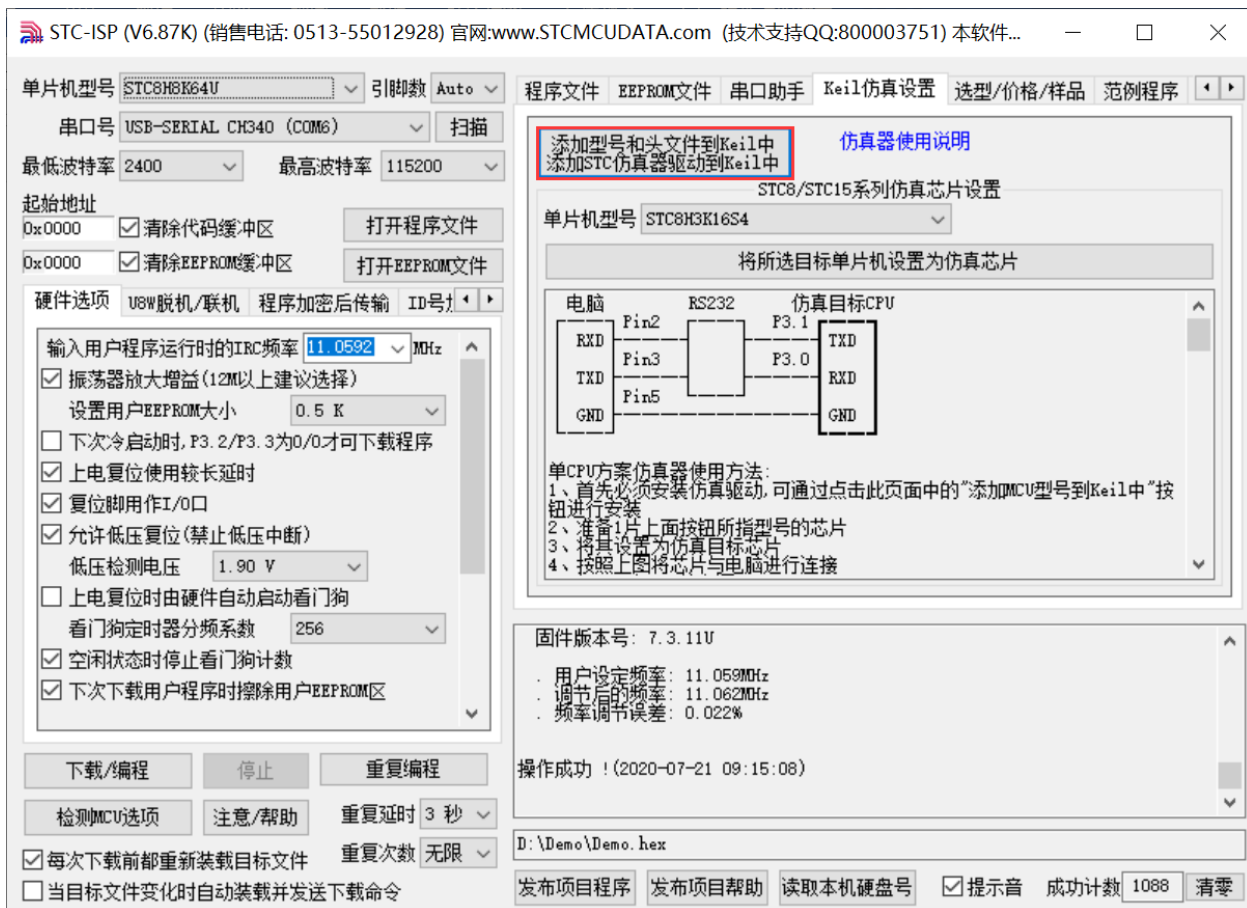 STC-ISP (V6.87K) (销售电话: 0513-55012928) 官网:www.STCMCUDATA.com (技术支持QQ:800003751) 本软件...
单片机型号 STC8H8K64U 引脚数 Auto
串口号 USB-SERIAL CH340 (COM6) 扫描
最低波特率 2400 最高波特率 115200
起始地址
0x0000 清除代码缓冲区 打开程序文件
0x0000 清除EEPROM缓冲区 打开EEPROM文件
硬件选项 U8W脱机/联机 程序加密后传输 ID号
输入用户程序运行时的IRC频率 11.0592 MHz
振荡器放大增益(12M以上建议选择)
设置用户EEPROM大小 0.5 K
下次冷启动时,P3.2/P3.3为0/0才可下载程序
上电复位使用较长延时
复位脚用作I/O口
允许低压复位(禁止低压中断)
低压检测电压 1.90 V
上电复位时由硬件自动启动看门狗
看门狗定时器分频系数 256
空闲状态时停止看门狗计数
下次下载用户程序时擦除用户EEPROM区
下载/编程 停止 重复编程
检测MCU选项 注意/帮助 重复延时 3 秒
每次下载前都重新装载目标文件 重复次数 无限
当目标文件变化时自动装载并发送下载命令
程序文件 EEPROM文件 串口助手 Keil仿真设置 选型/价格/样品 范例程序
添加型号和头文件到Keil中
添加STC仿真器驱动到Keil中
仿真器使用说明
STC8/STC15系列仿真芯片设置
单片机型号 STC8H3K16S4
将所选目标单片机设置为仿真芯片
电脑 RS232 仿真目标CPU
Pin2 P3.1
RXD TXD
Pin3 P3.0
TXD RXD
Pin5
GND GND
单CPU方案仿真器使用方法:
1、首先必须安装仿真驱动,可通过点击此页面中的"添加MCU型号到Keil中"按
钮进行安装
2、准备1片上面按钮所指型号的芯片
3、将其设置为仿真目标芯片
4、按照上图将芯片与电脑进行连接
固件版本号: 7.3.11U
. 用户设定频率: 11.059MHz
. 调节后的频率: 11.062MHz
. 频率调节误差: 0.022%
操作成功 !(2020-07-21 09:15:08)
D:\Demo\Demo.hex
发布项目程序 发布项目帮助 读取本机硬盘号 提示音 成功计数 1088 清零